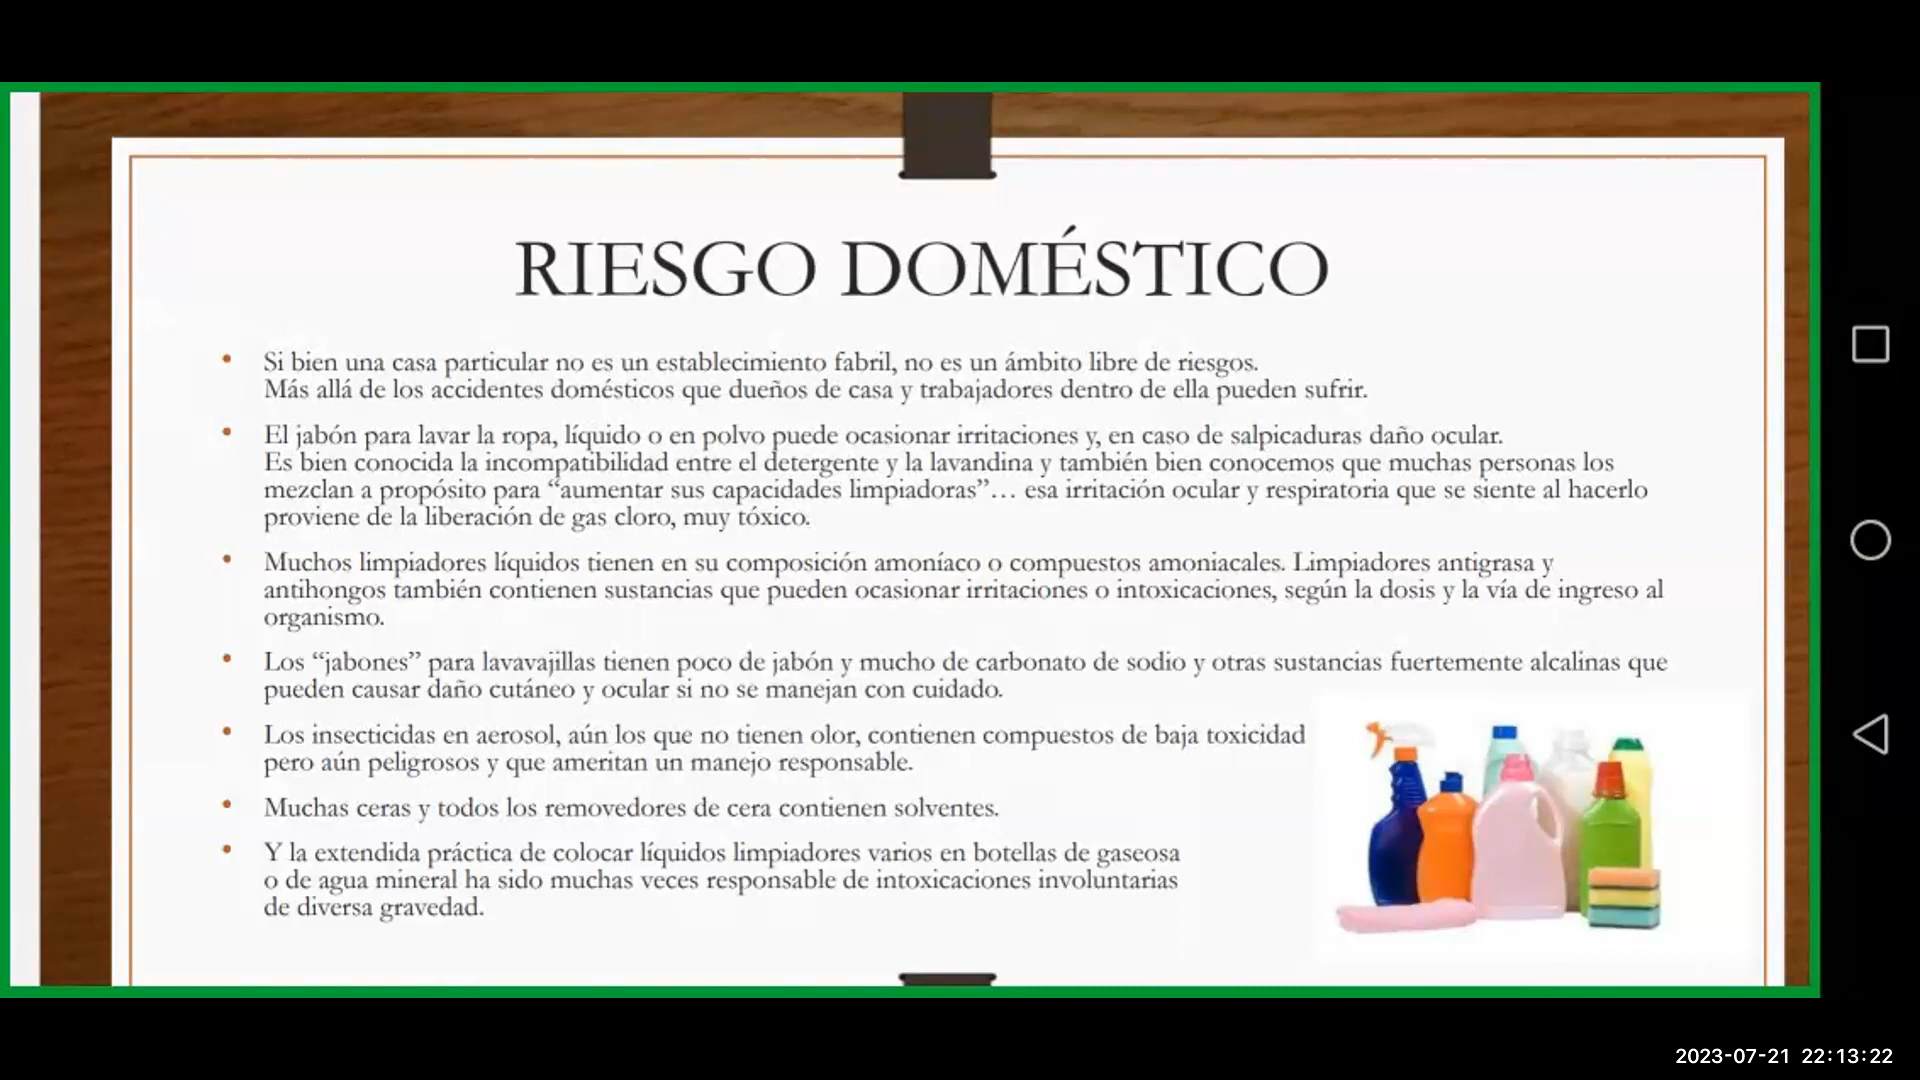 RIESGO DOMÉSTICO
• Si bien una casa particular no es un establecimiento fabril, no es un ámbito libre de riesgos.
Más allá de los accidentes domésticos que dueños de casa y trabajadores dentro de ella pueden sufrir.
• El jabón para lavar la ropa, líquido o en polvo puede ocasionar irritaciones y, en caso de salpicaduras daño ocular.
Es bien conocida la incompatibilidad entre el detergente y la lavandina y también bien conocemos que muchas personas los
mezclan a propósito para “aumentar sus capacidades limpiadoras”… esa irritación ocular y respiratoria que se siente al hacerlo
proviene de la liberación de gas cloro, muy tóxico.
• Muchos limpiadores líquidos tienen en su composición amoníaco o compuestos amoniacales. Limpiadores antigrasa y
antihongos también contienen sustancias que pueden ocasionar irritaciones o intoxicaciones, según la dosis y la vía de ingreso al
organismo.
• Los “jabones” para lavavajillas tienen poco de jabón y mucho de carbonato de sodio y otras sustancias fuertemente alcalinas que
pueden causar daño cutáneo y ocular si no se manejan con cuidado.
• Los insecticidas en aerosol, aún los que no tienen olor, contienen compuestos de baja toxicidad
pero aún peligrosos y que ameritan un manejo responsable.
• Muchas ceras y todos los removedores de cera contienen solventes.
• Y la extendida práctica de colocar líquidos limpiadores varios en botellas de gaseosa
o de agua mineral ha sido muchas veces responsable de intoxicaciones involuntarias
de diversa gravedad.
2023-07-21 22:13:22